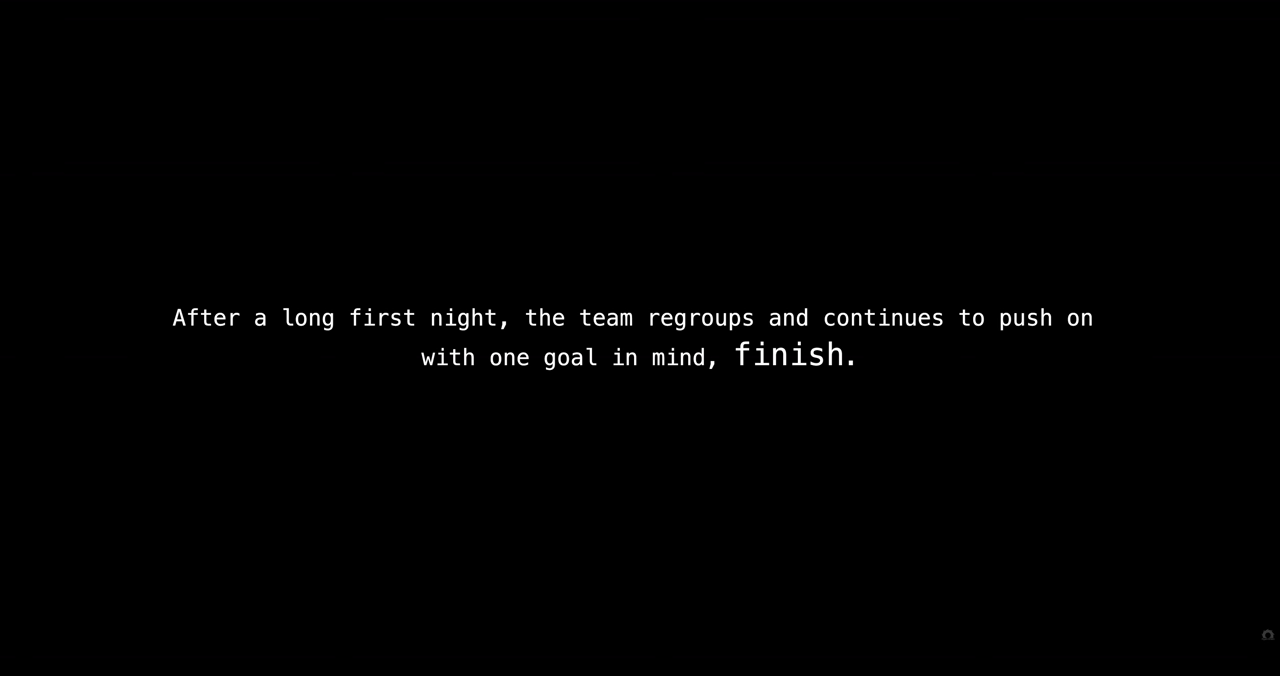 After a long first night, the team regroups and continues to push on
with one goal in mind, finish.